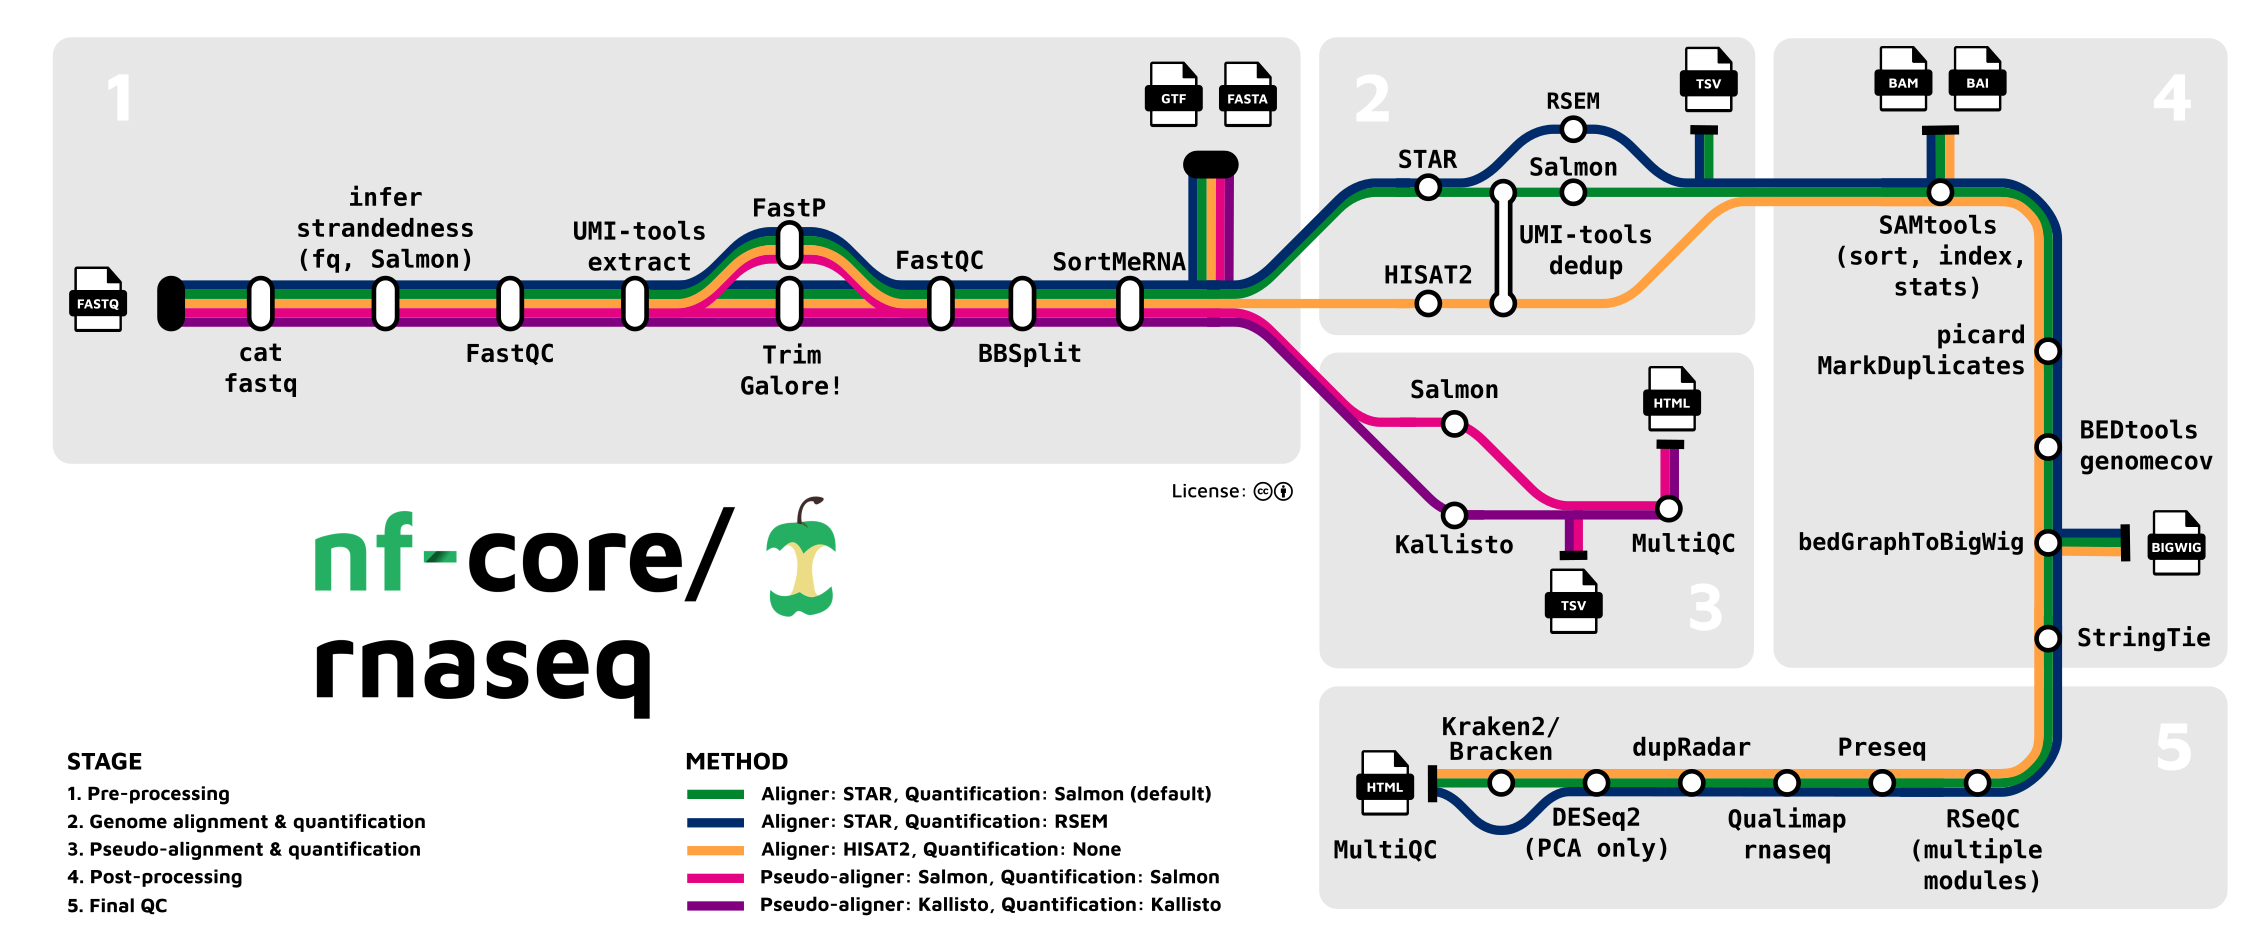 1
GTF
FASTA
FASTQ
cat
fastq
infer
strandedness
(fq, Salmon)
FastQC
UMI-tools
extract
FastP
Trim
Galore!
FastQC
BBSplit
SortMeRNA
2
STAR
RSEM
Salmon
TSV
HISAT2
UMI-tools
dedup
4
BAM
BAI
SAMtools
(sort, index,
stats)
picard
MarkDuplicates
BEDtools
genomecov
bedGraphToBigWig
BIGWIG
StringTie
Salmon
HTML
Kallisto
MultiQC
TSV
3
License: cc
nf-core/
rnaseq
5
Kraken2/
Bracken
dupRadar
Preseq
HTML
MultiQC
DESeq2
(PCA only)
Qualimap
rnaseq
RSeQC
(multiple
modules)
STAGE
1. Pre-processing
2. Genome alignment & quantification
3. Pseudo-alignment & quantification
4. Post-processing
5. Final QC
METHOD
Aligner: STAR, Quantification: Salmon (default)
Aligner: STAR, Quantification: RSEM
Aligner: HISAT2, Quantification: None
Pseudo-aligner: Salmon, Quantification: Salmon
Pseudo-aligner: Kallisto, Quantification: Kallisto